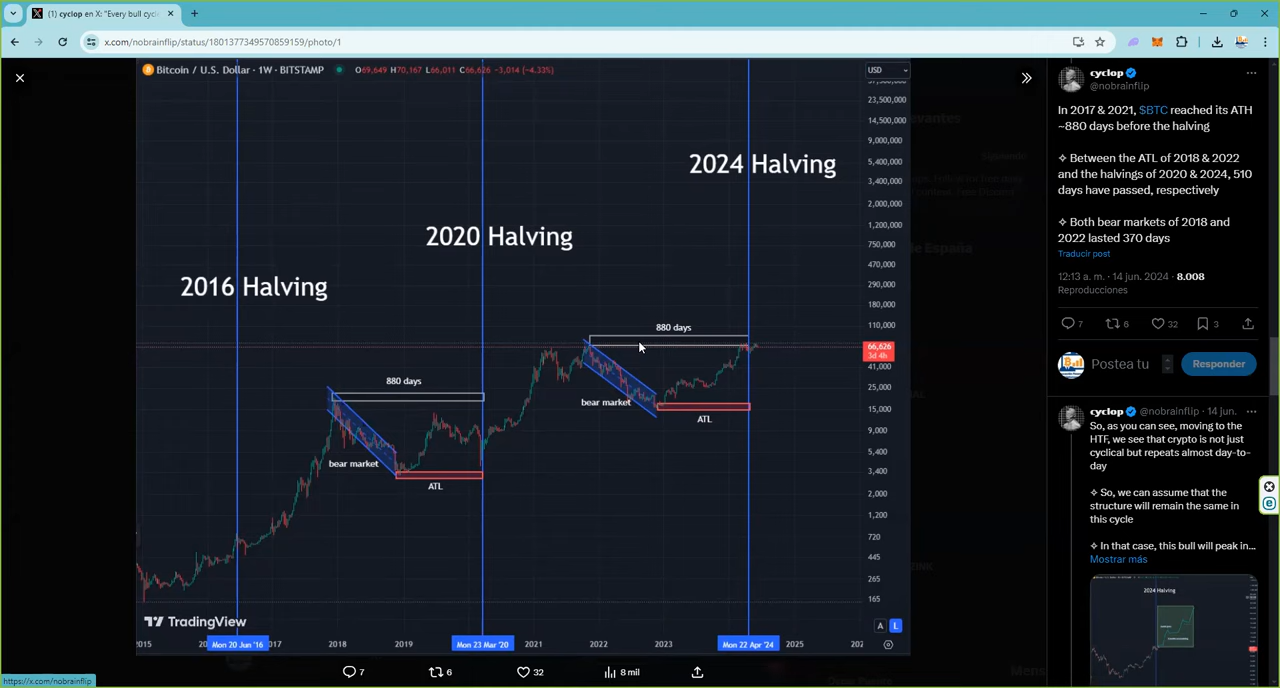 (1) cyclop en X: "Every bull cycl
x.com/nobrainflip/status/1801377349570859159/photo/1
Bitcoin / U.S. Dollar · 1W · BITSTAMP
O69,649 H70,167 L66,011 C66,626 −3,014 (−4.33%)
USD
23,500,000
14,500,000
9,000,000
5,400,000
3,400,000
2,000,000
1,200,000
750,000
470,000
290,000
180,000
110,000
66,626
3d 4h
41,000
25,000
15,000
9,000
5,400
3,400
2,000
1,200
720
445
265
165
2024 Halving
2020 Halving
2016 Halving
880 days
880 days
bear market
ATL
bear market
ATL
TradingView
A
L
2015
Mon 20 Jun '16
2017
2018
2019
Mon 23 Mar '20
2021
2022
2023
Mon 22 Apr '24
2025
7
6
32
8 mil
https://x.com/nobrainflip
cyclop
@nobrainflip
In 2017 & 2021, $BTC reached its ATH
~880 days before the halving
✧ Between the ATL of 2018 & 2022
and the halvings of 2020 & 2024, 510
days have passed, respectively
✧ Both bear markets of 2018 and
2022 lasted 370 days
Traducir post
12:13 a. m. · 14 jun. 2024 · 8.008
Reproducciones
7
6
32
3
Postea tu
Responder
cyclop @nobrainflip · 14 jun.
So, as you can see, moving to the
HTF, we see that crypto is not just
cyclical but repeats almost day-to-
day
✧ So, we can assume that the
structure will remain the same in
this cycle
✧ In that case, this bull will peak in...
Mostrar más
2024 Halving